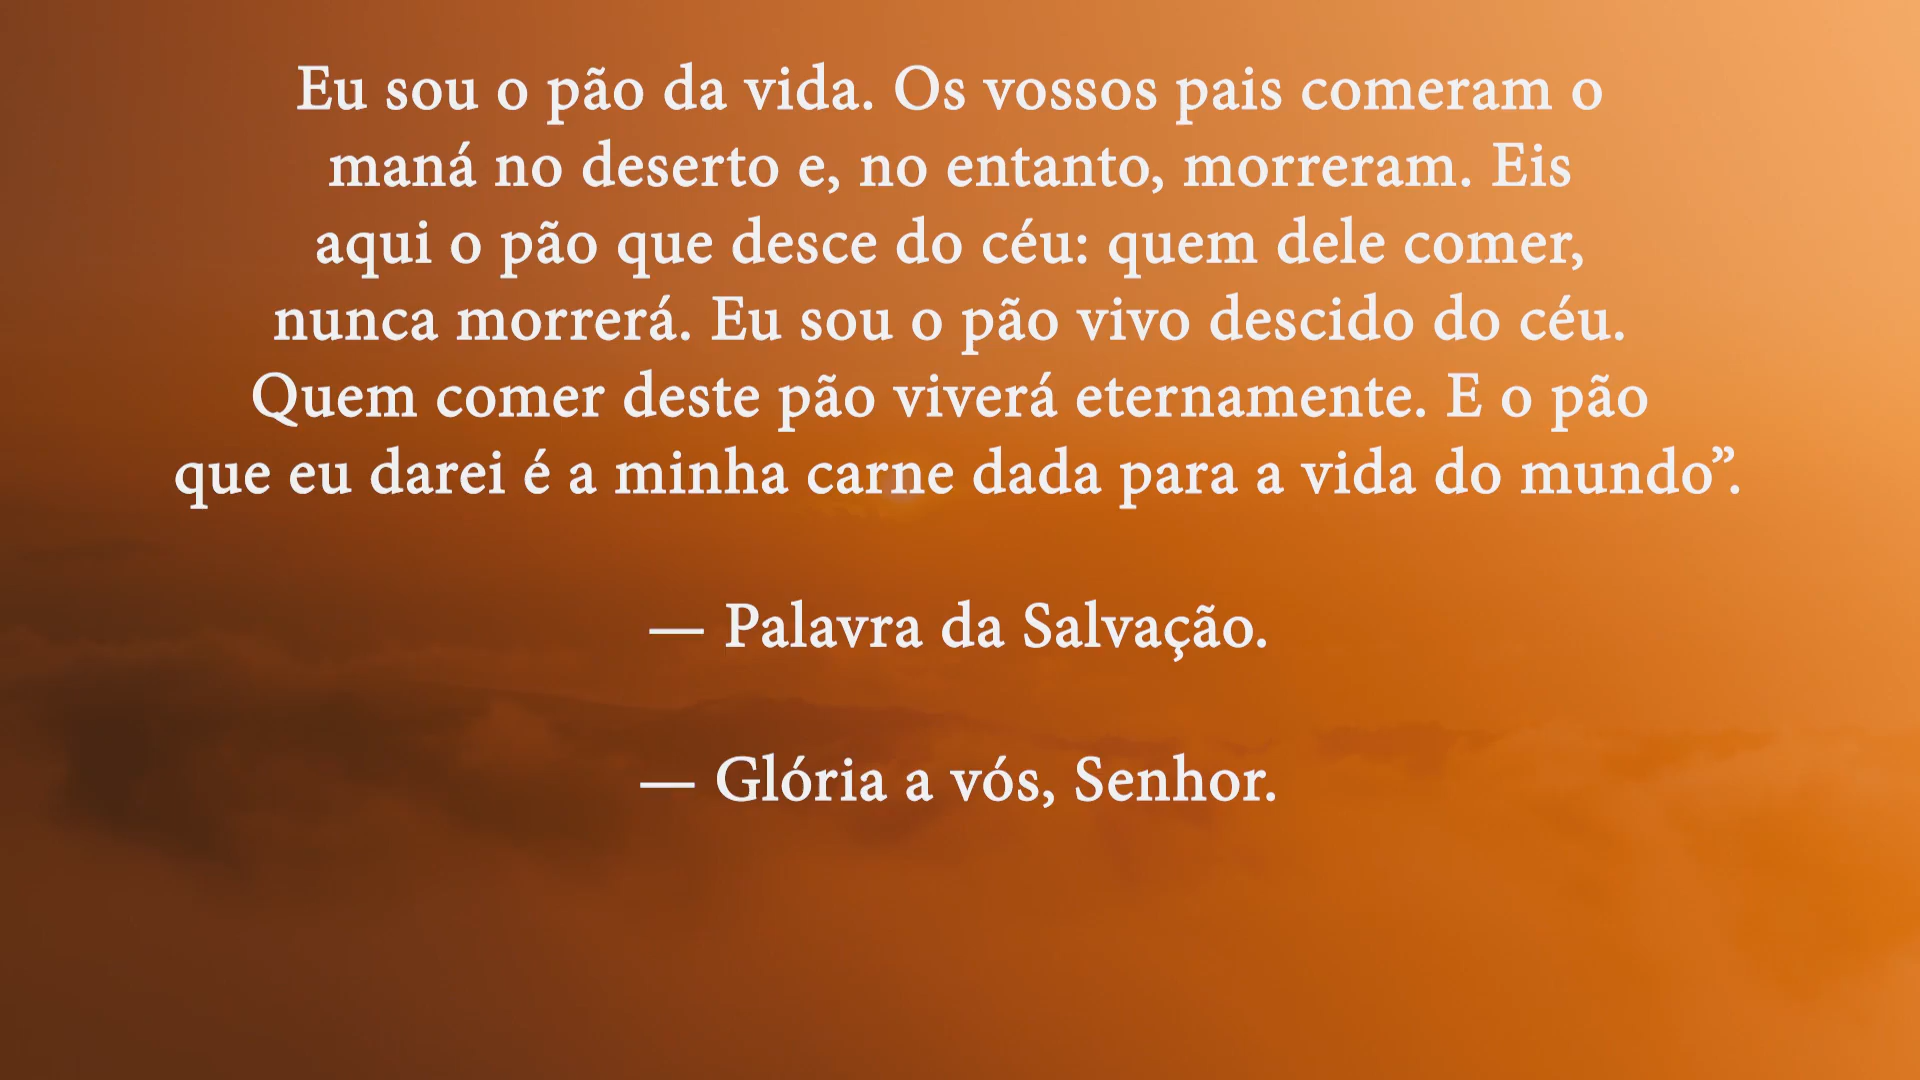 Eu sou o pão da vida. Os vossos pais comeram o
maná no deserto e, no entanto, morreram. Eis
aqui o pão que desce do céu: quem dele comer,
nunca morrerá. Eu sou o pão vivo descido do céu.
Quem comer deste pão viverá eternamente. E o pão
que eu darei é a minha carne dada para a vida do mundo”.
— Palavra da Salvação.
— Glória a vós, Senhor.